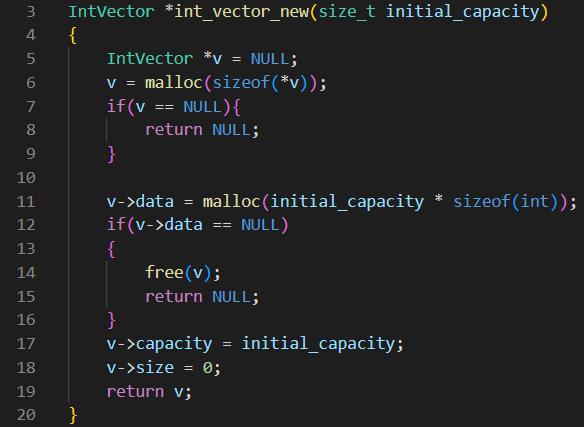 3 IntVector *int_vector_new(size_t initial_capacity)
4 {
5     IntVector *v = NULL;
6     v = malloc(sizeof(*v));
7     if(v == NULL){
8         return NULL;
9     }
10
11     v->data = malloc(initial_capacity * sizeof(int));
12     if(v->data == NULL)
13     {
14         free(v);
15         return NULL;
16     }
17     v->capacity = initial_capacity;
18     v->size = 0;
19     return v;
20 }